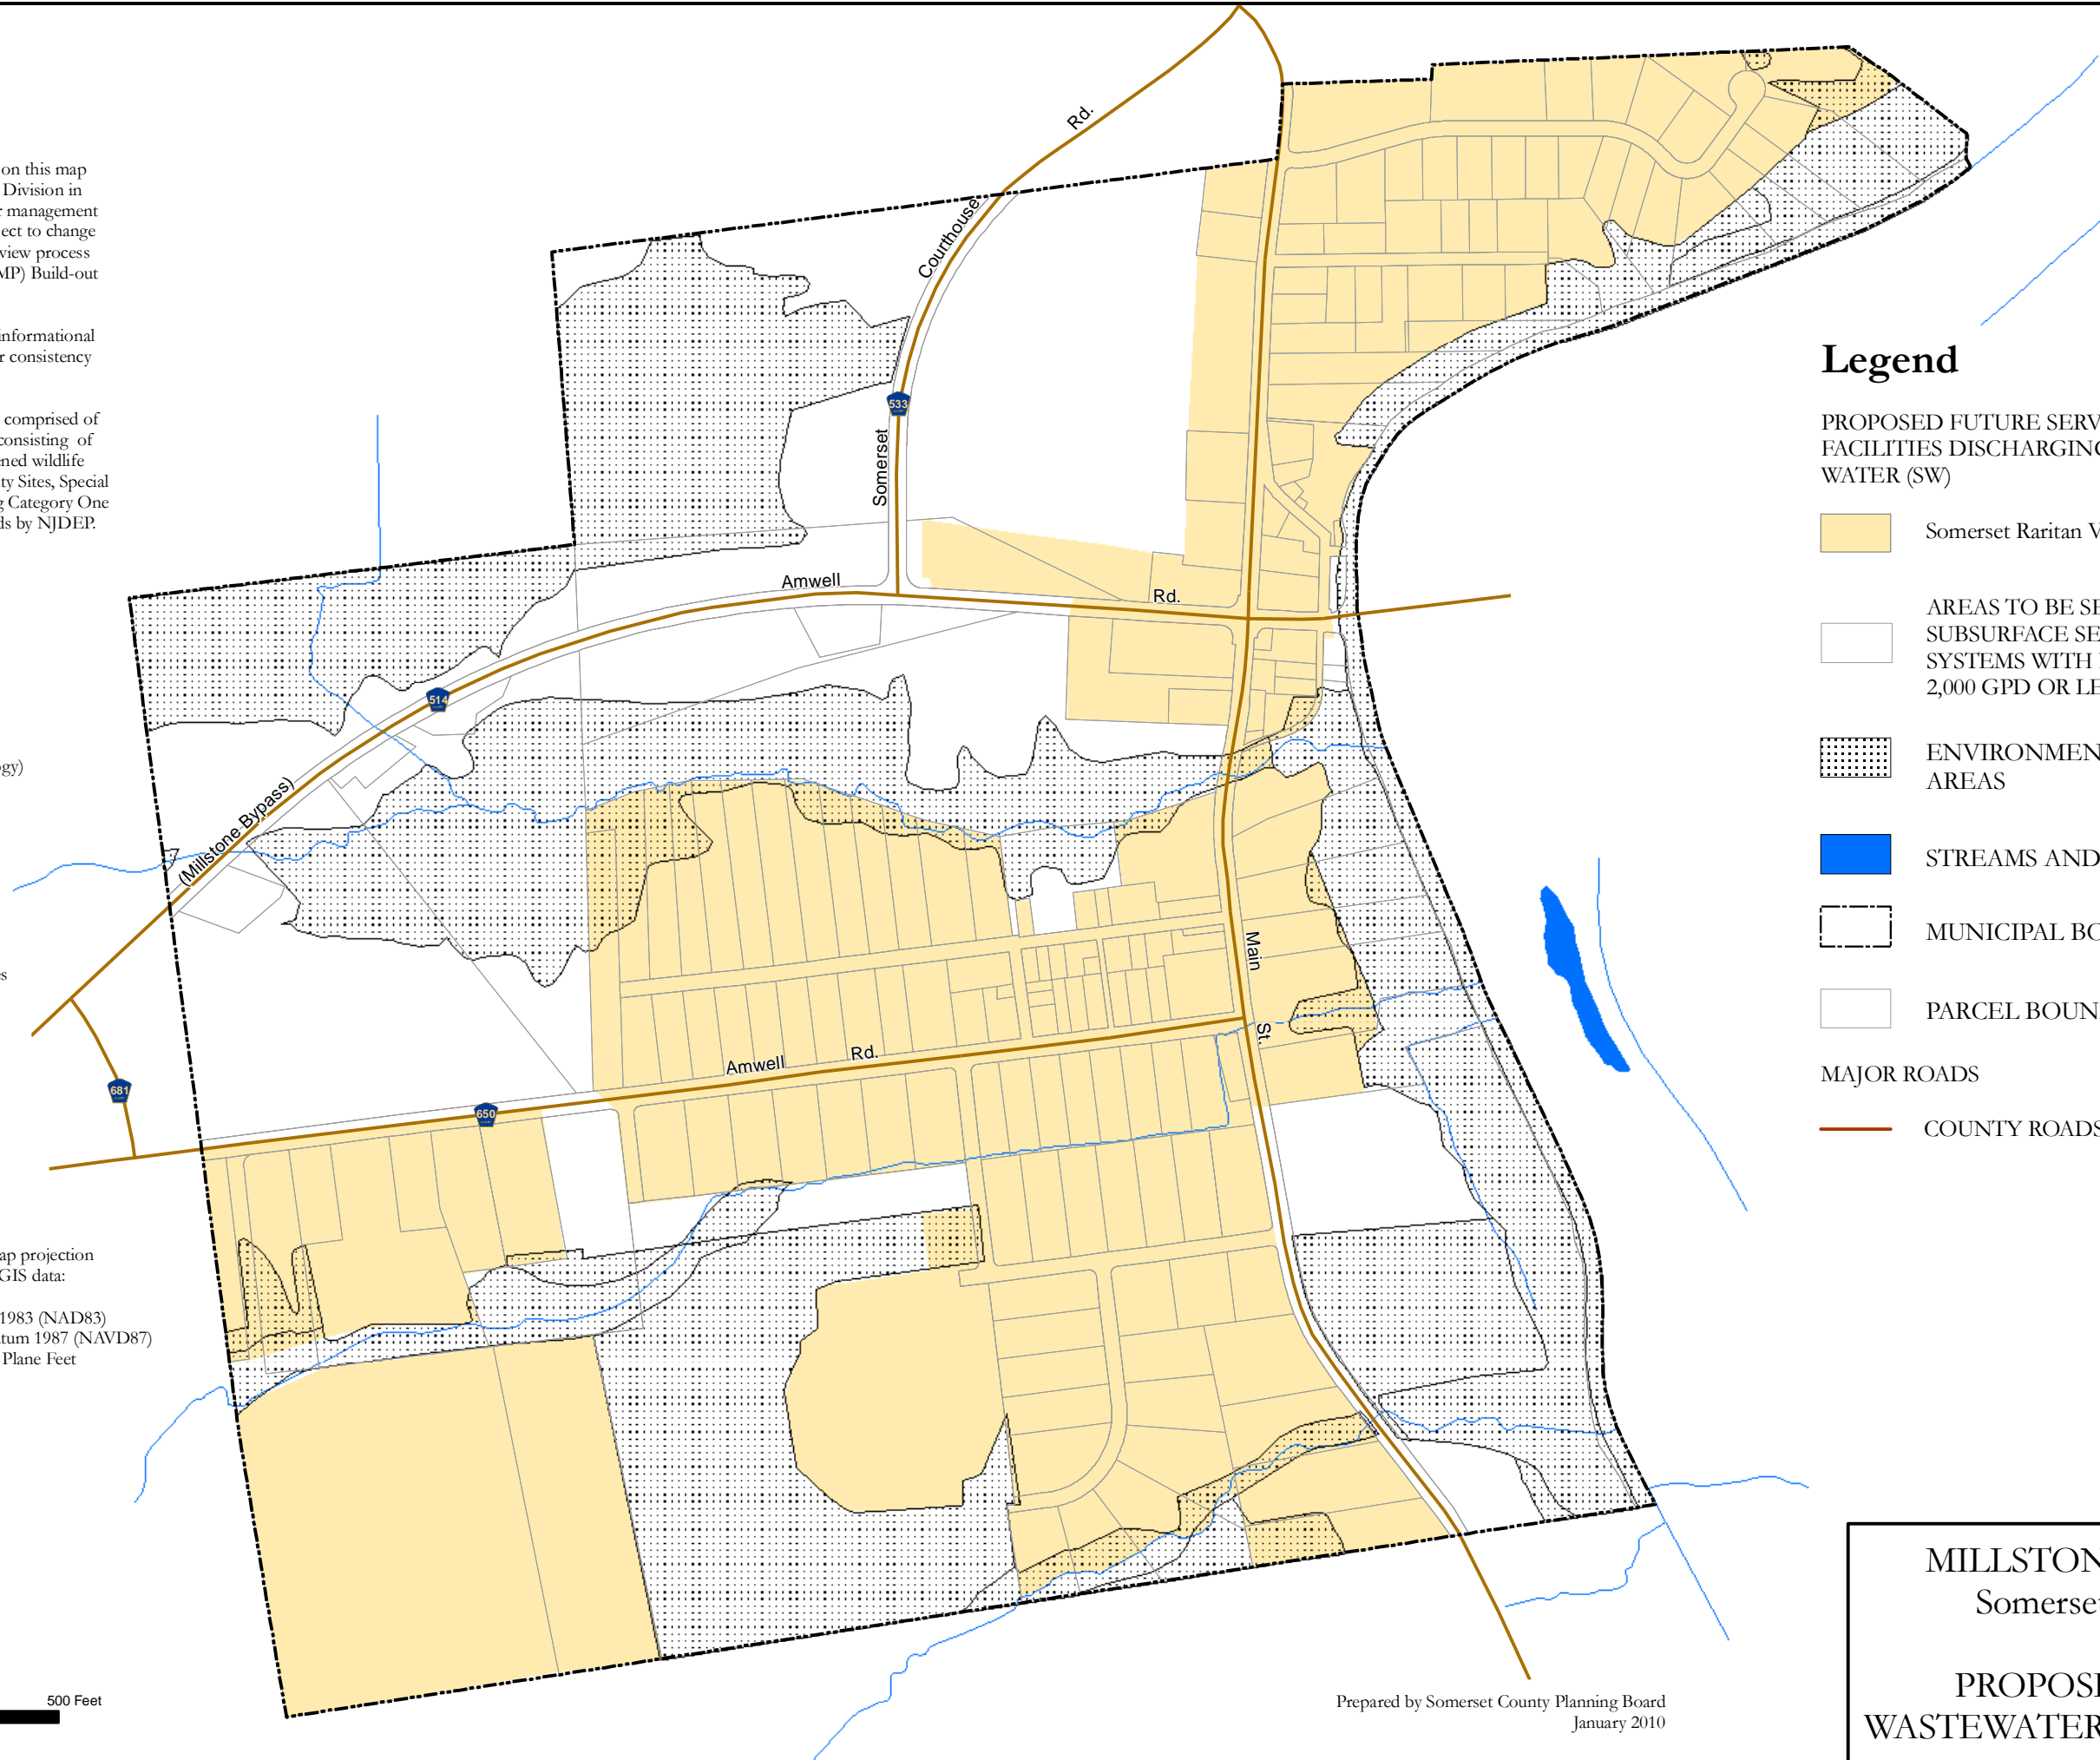 on this map
Division in
management
ect to change
view process
MP) Build-out
informational
r consistency
comprised of
consisting of
ened wildlife
ty Sites, Special
g Category One
ds by NJDEP.
gy)
es
ap projection
GIS data:
1983 (NAD83)
tum 1987 (NAVD87)
Plane Feet
500 Feet
Rd.
Courthouse
533
Somerset
Amwell
Rd.
514
(Millstone Bypass)
Main
St.
Amwell
Rd.
681
650
Legend
PROPOSED FUTURE SERV
FACILITIES DISCHARGING
WATER (SW)
Somerset Raritan V
AREAS TO BE SE
SUBSURFACE SE
SYSTEMS WITH
2,000 GPD OR LE
ENVIRONMEN
AREAS
STREAMS AND
MUNICIPAL BO
PARCEL BOUN
MAJOR ROADS
COUNTY ROADS
Prepared by Somerset County Planning Board
January 2010
MILLSTON
Somerset
PROPOS
WASTEWATER